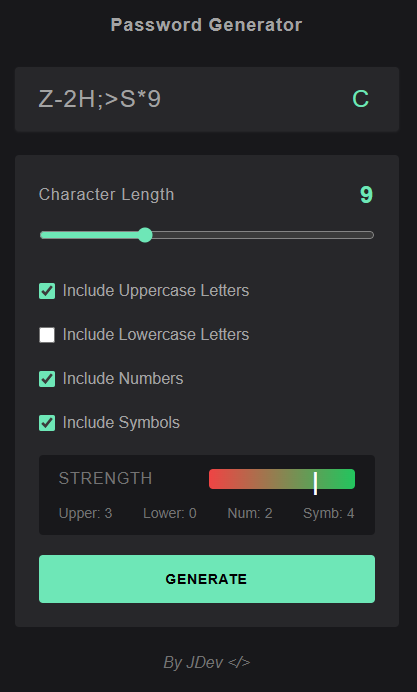 Password Generator
Z-2H;>S*9 C
Character Length 9
Include Uppercase Letters
Include Lowercase Letters
Include Numbers
Include Symbols
STRENGTH
Upper: 3 Lower: 0 Num: 2 Symb: 4
GENERATE
By JDev </>